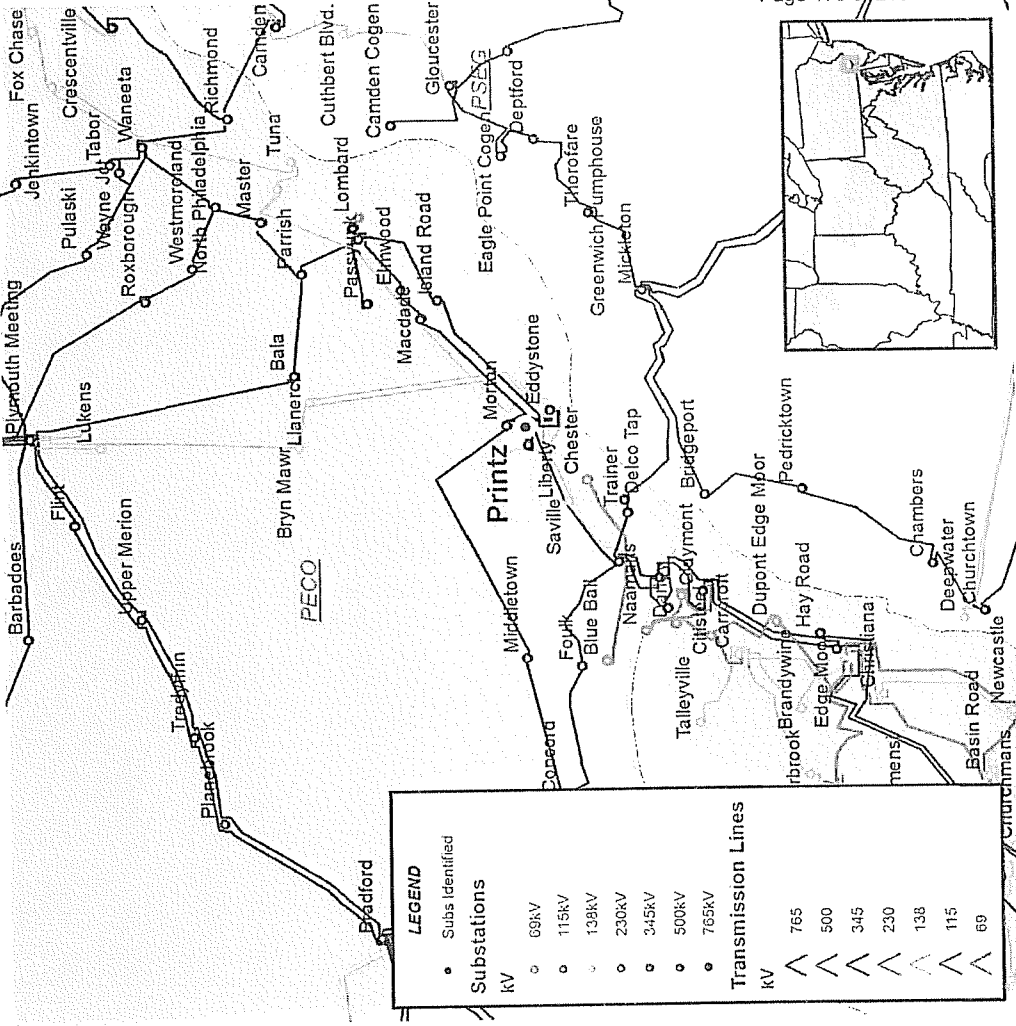 Fox Chase
Crescentville
Jenkintown
Tabor
Waneeta
Richmond
Camden
Pulaski
Wayne Jct
Roxborough
Westmoreland
North Philadelphia
Master
Tuna
Cuthbert Blvd.
Camden Cogen
Gloucester
PSEG
Deptford
Eagle Point Cogen
Parrish
Lombard
Passyunk
Elmwood
Island Road
Macdade
Thorofare
Pumphouse
Greenwich
Mickleton
Plymouth Meeting
Lukens
Bala
Llanerch
Bryn Mawr
Morton
Eddystone
Printz
Liberty
Chester
Saville
Trainer
Delco Tap
Bridgeport
Pedricktown
Flint
Barbadoes
Upper Merion
PECO
Middletown
Foulk
Blue Ball
Naamans
Darley
Claymont
Citisteel
Carrcroft
Dupont Edge Moor
Hay Road
Chambers
Deepwater
Churchtown
Talleyville
Brandywine
Edge Moor
Christiana
Newcastle
Basin Road
Churchmans
Tredyffrin
Planebrook
Bradford
Concord
rbrook
mens
LEGEND
Subs Identified
Substations
kV
69kV
115kV
138kV
230kV
345kV
500kV
765kV
Transmission Lines
kV
765
500
345
230
138
115
69